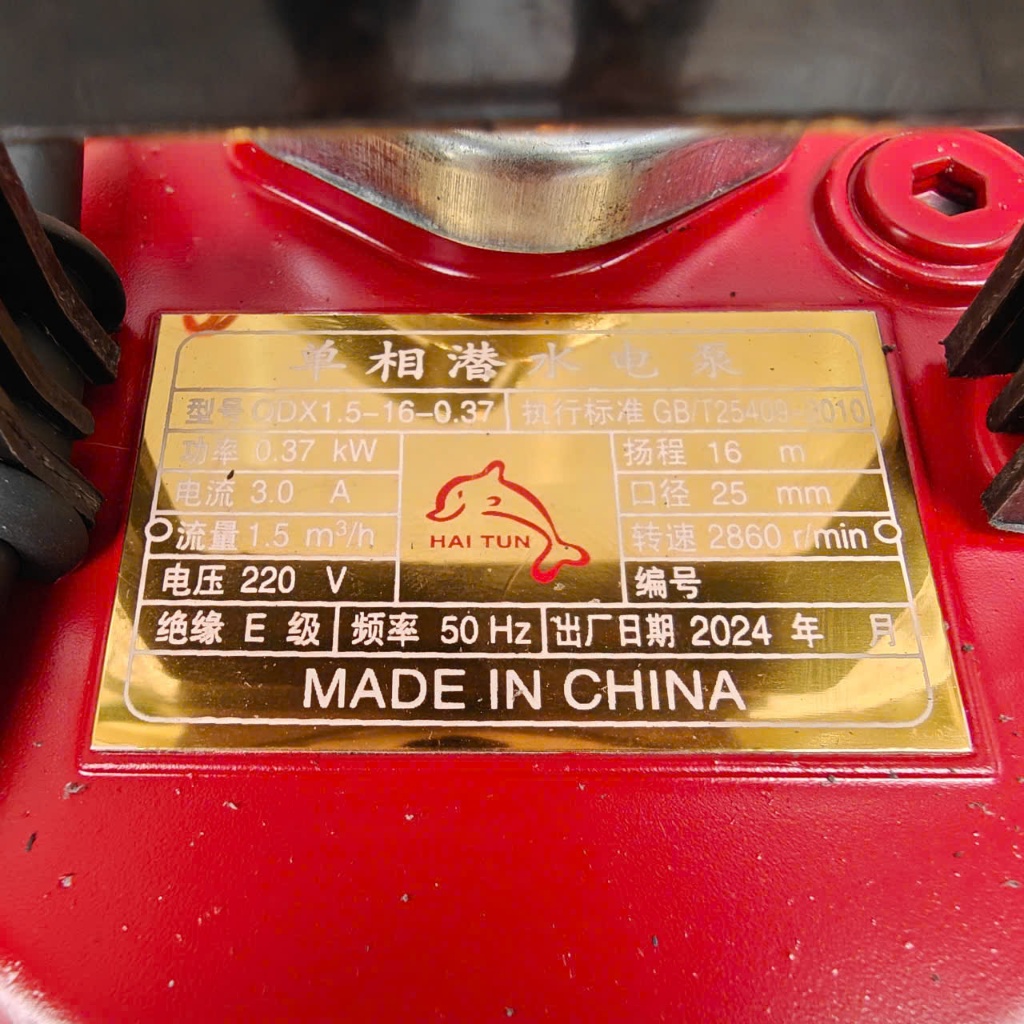 单相潜水电泵
型号 QDX1.5-16-0.37 执行标准 GB/T25409-2010
功率 0.37 kW 扬程 16 m
电流 3.0 A 口径 25 mm
流量 1.5 m³/h HAI TUN 转速 2860 r/min
电压 220 V 编号
绝缘 E 级 频率 50 Hz 出厂日期 2024 年 月
MADE IN CHINA